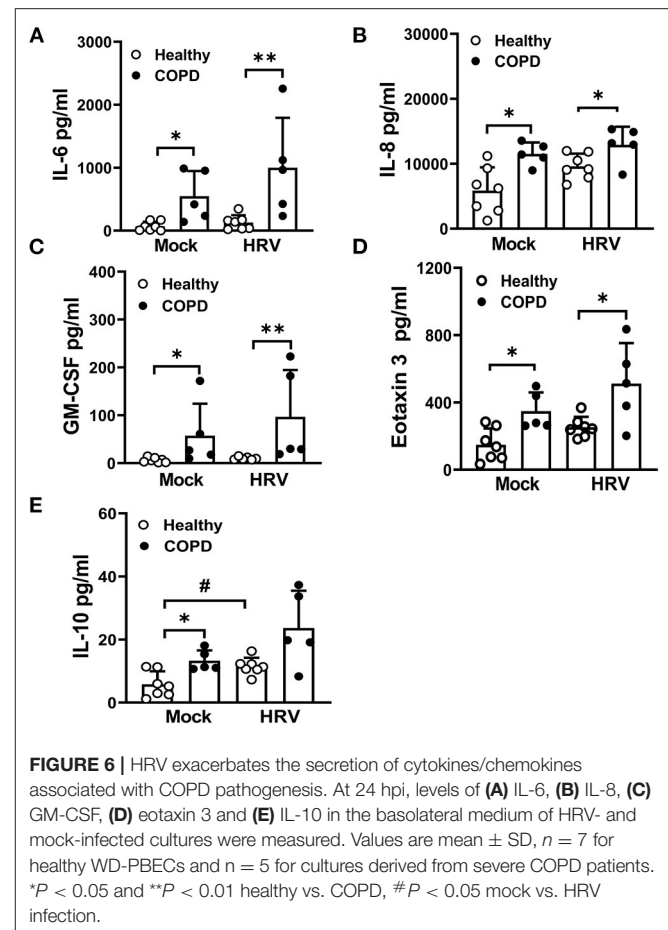 A
Healthy
COPD
IL-6 pg/ml
3000
2000
1000
0
*
**
Mock
HRV
B
Healthy
COPD
IL-8 pg/ml
30000
20000
10000
0
*
*
Mock
HRV
C
Healthy
COPD
GM-CSF pg/ml
400
300
200
100
0
*
**
Mock
HRV
D
Healthy
COPD
Eotaxin 3 pg/ml
1200
800
400
0
*
*
Mock
HRV
E
Healthy
COPD
IL-10 pg/ml
60
40
20
0
*
#
Mock
HRV
FIGURE 6 | HRV exacerbates the secretion of cytokines/chemokines
associated with COPD pathogenesis. At 24 hpi, levels of (A) IL-6, (B) IL-8, (C)
GM-CSF, (D) eotaxin 3 and (E) IL-10 in the basolateral medium of HRV- and
mock-infected cultures were measured. Values are mean ± SD, n = 7 for
healthy WD-PBECs and n = 5 for cultures derived from severe COPD patients.
*P < 0.05 and **P < 0.01 healthy vs. COPD, #P < 0.05 mock vs. HRV
infection.